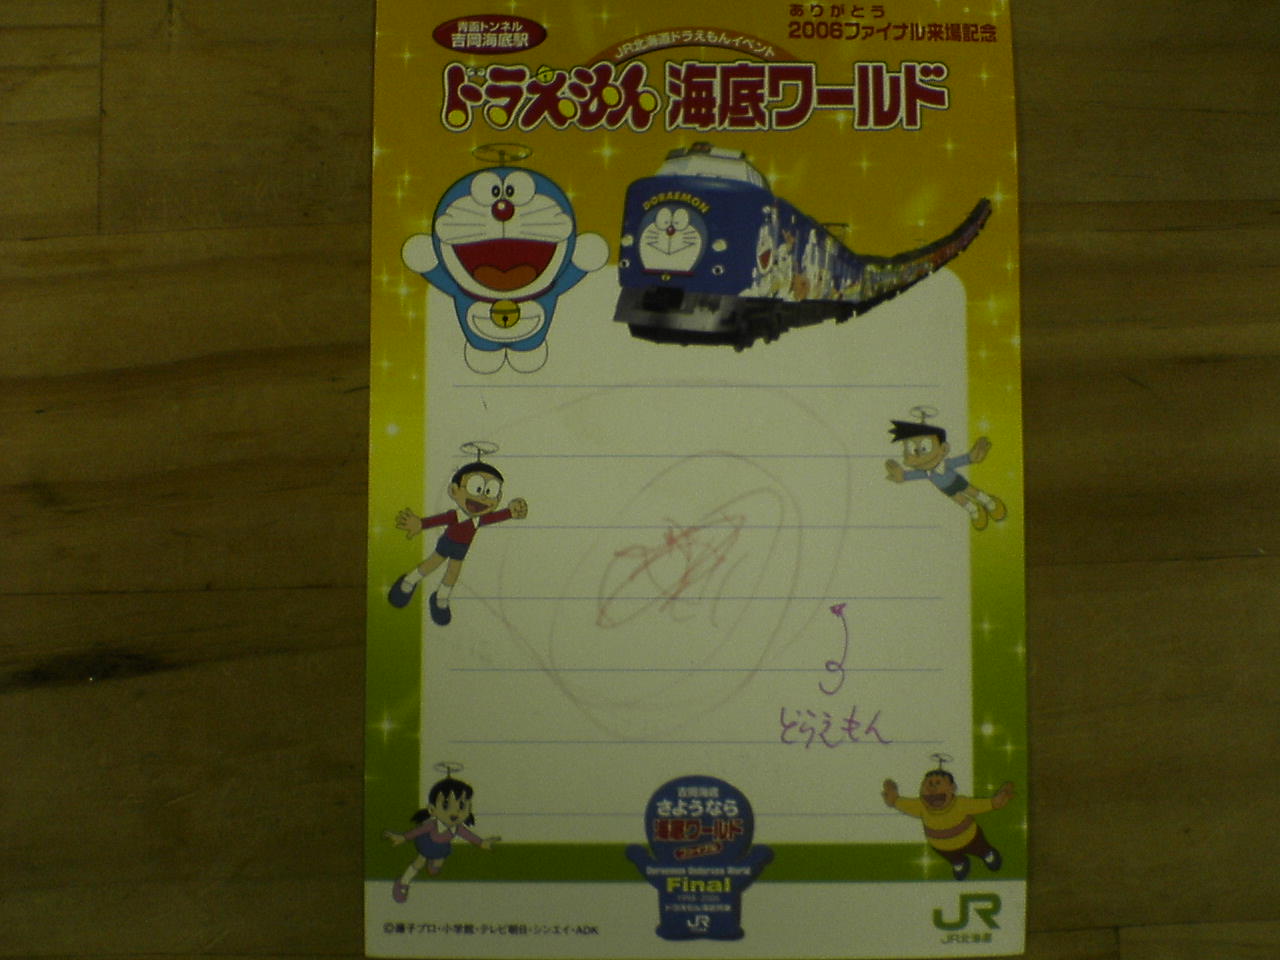 青函トンネル
吉岡海底駅
ありがとう
2006ファイナル来場記念
JR北海道ドラえもんイベント
ドラえもん 海底ワールド
DORAEMON
どらえもん
吉岡海底
さようなら
海底ワールド
ファイナル
Doraemon Undersea World
Final
JR
©藤子プロ・小学館・テレビ朝日・シンエイ・ADK
JR
JR北海道